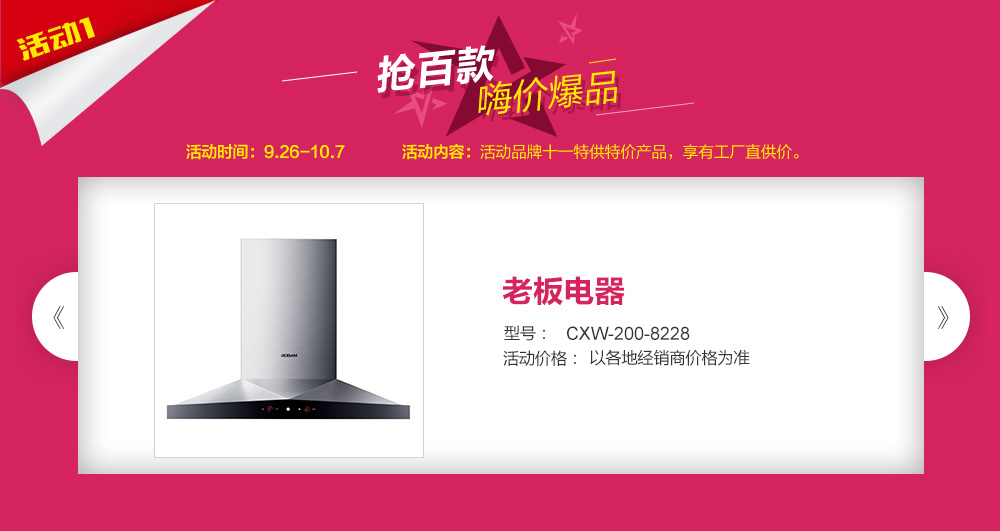 活动1
抢百款
嗨价爆品
活动时间：9.26-10.7 活动内容：活动品牌十一特供特价产品，享有工厂直供价。
《
》
ROBAM
老板电器
型号： CXW-200-8228
活动价格： 以各地经销商价格为准